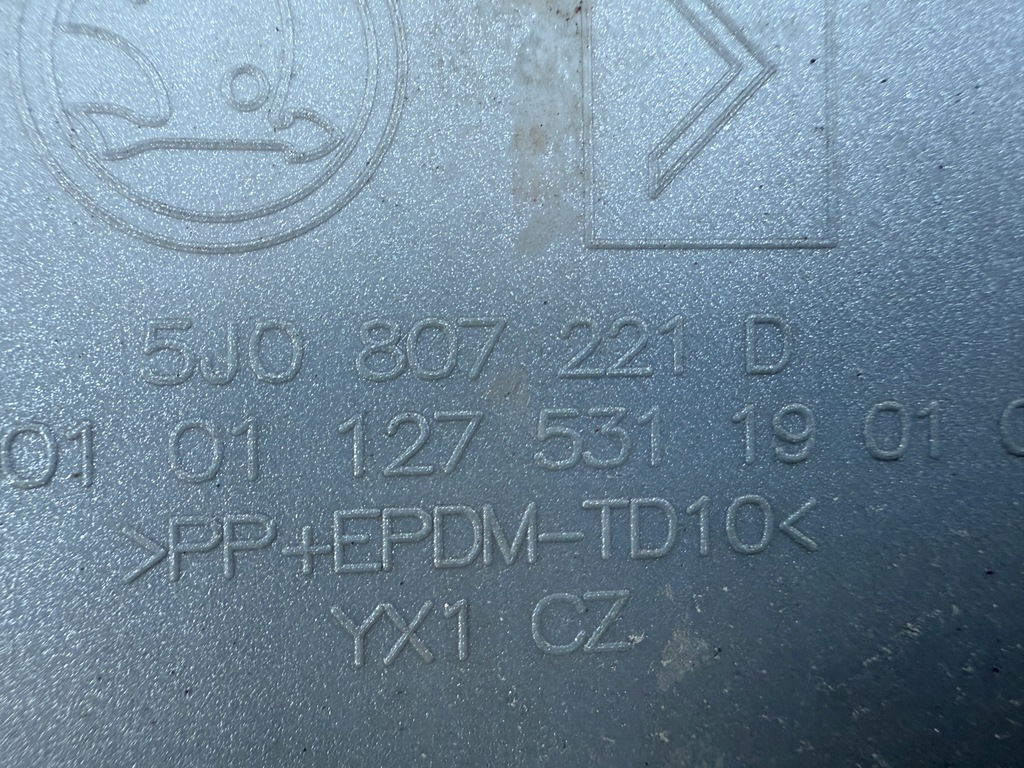 5J0 807 221 D
01 01 127 531 19 01
>PP+EPDM-TD10<
YX1 CZ